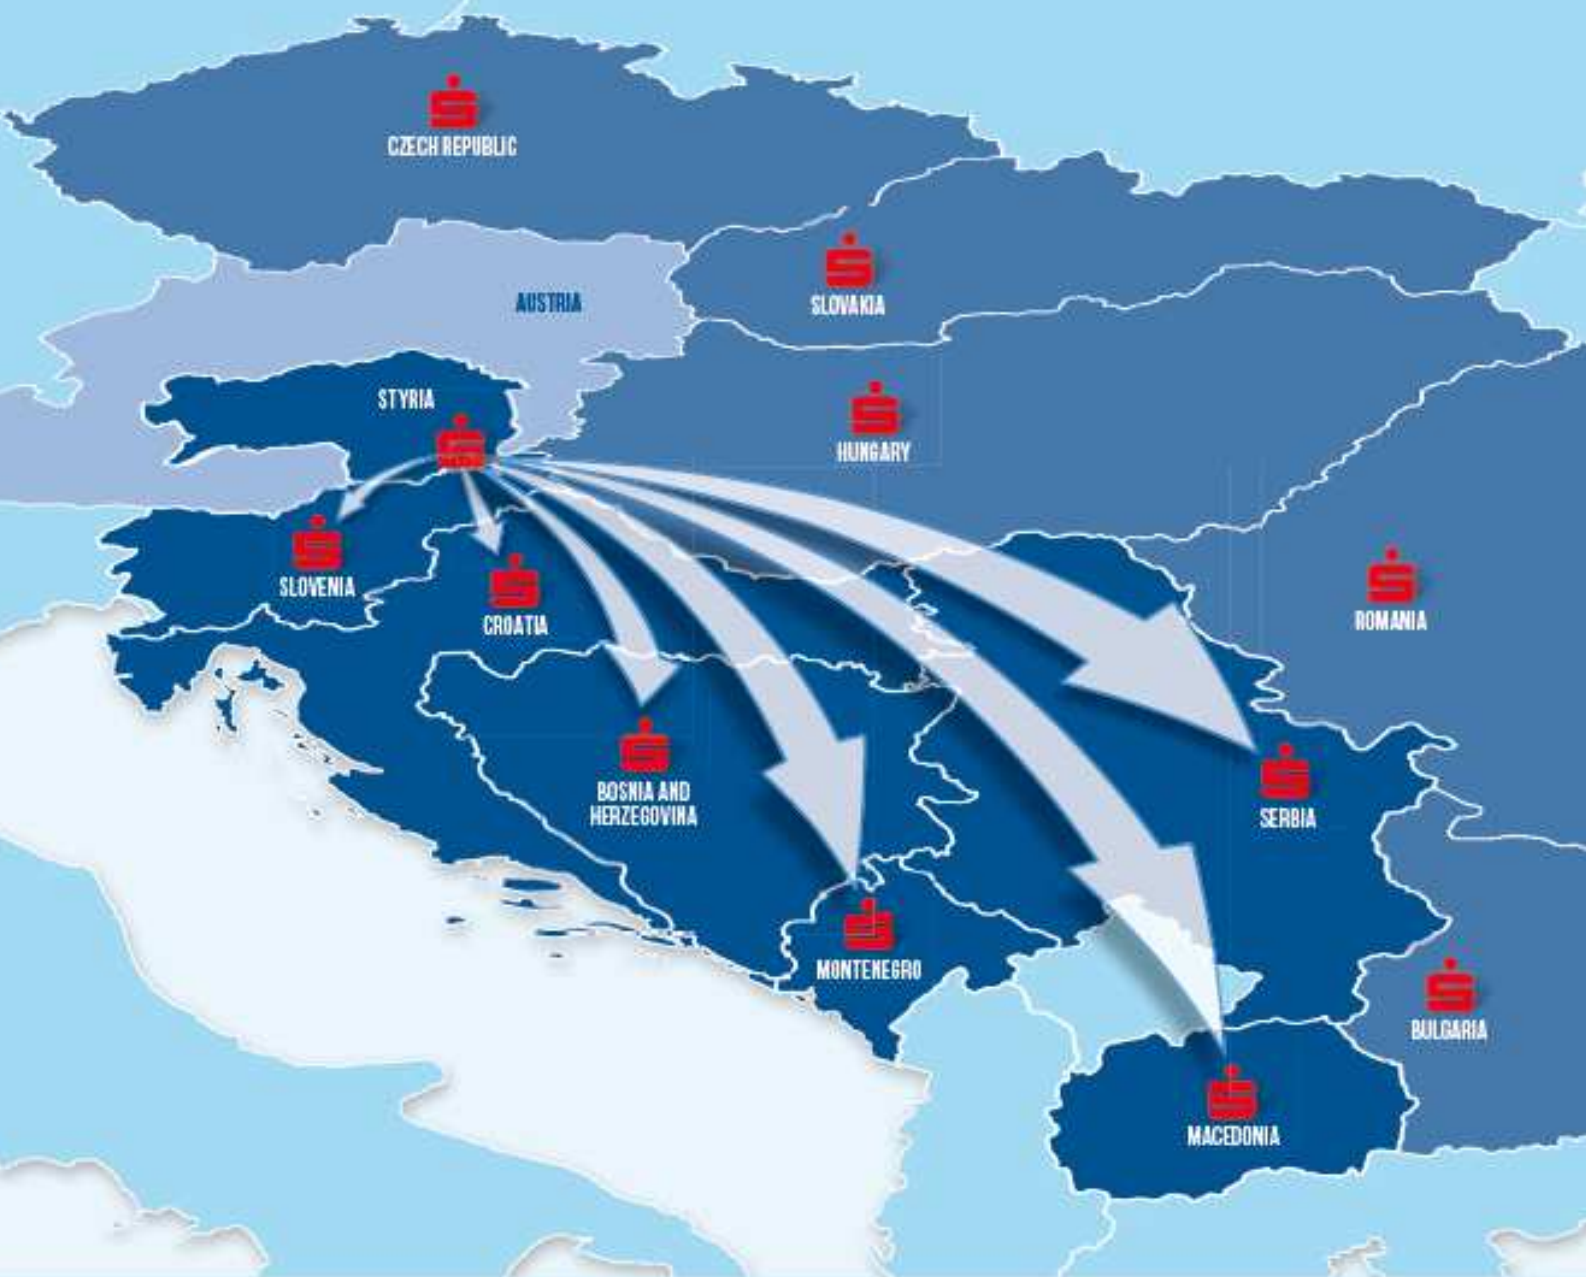 CZECH REPUBLIC
AUSTRIA
SLOVAKIA
STYRIA
HUNGARY
SLOVENIA
CROATIA
ROMANIA
BOSNIA AND
HERZEGOVINA
SERBIA
MONTENEGRO
BULGARIA
MACEDONIA